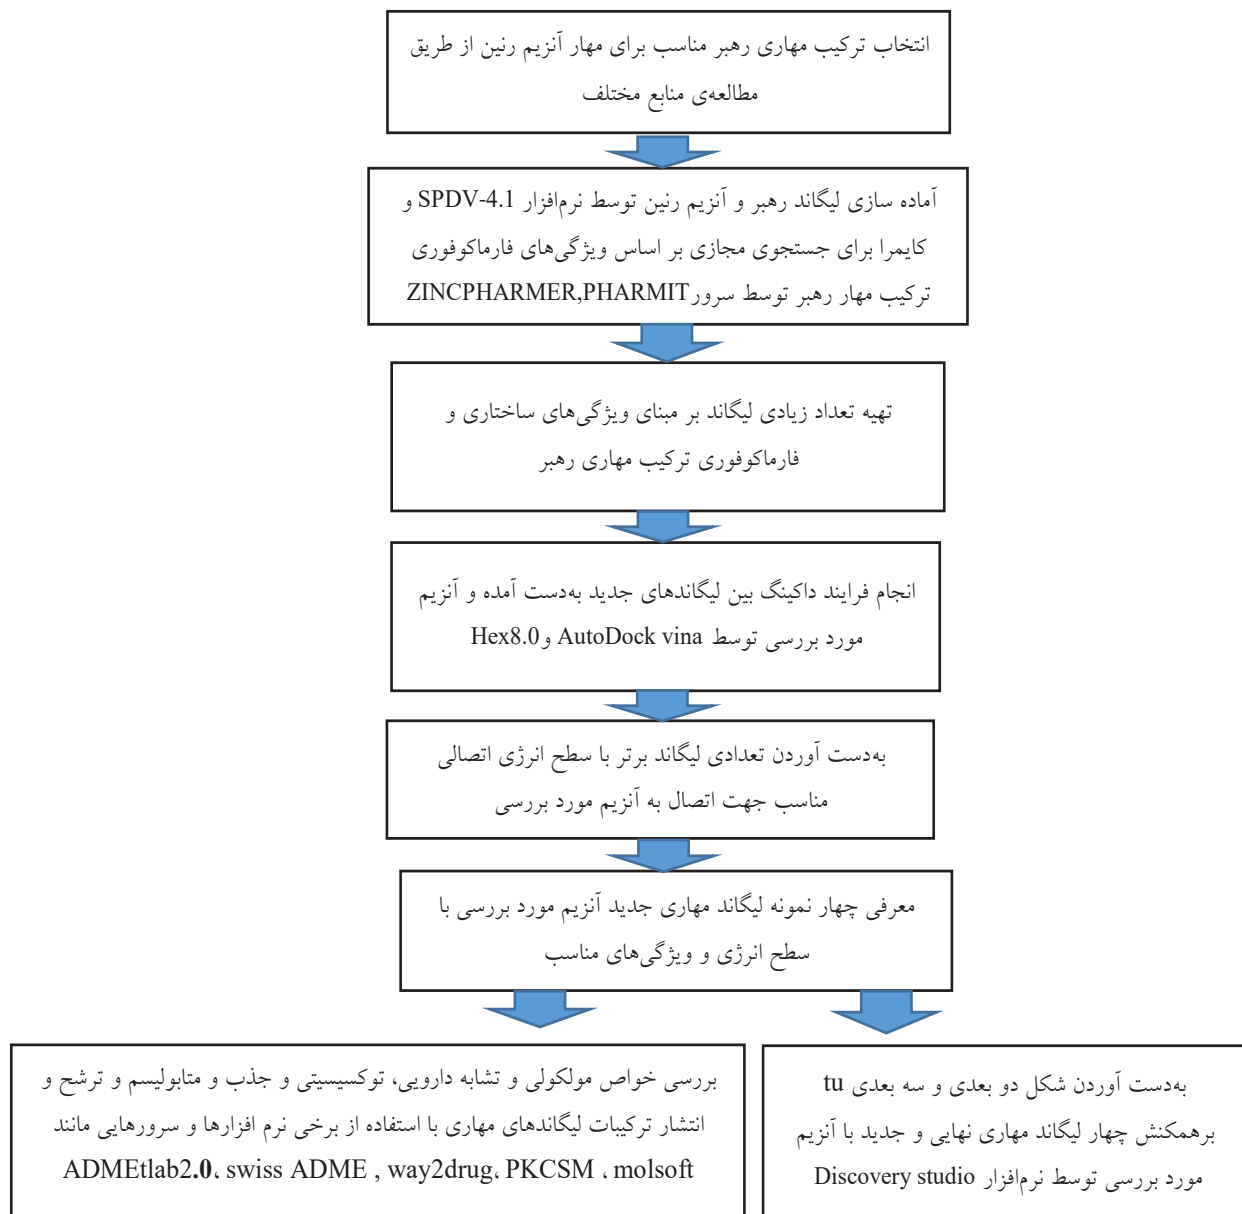 انتخاب ترکیب مهاری رهبر مناسب برای مهار آنزیم رنین از طریق
مطالعه‌ی منابع مختلف
آماده سازی لیگاند رهبر و آنزیم رنین توسط نرم‌افزار SPDV-4.1 و
کایمرا برای جستجوی مجازی بر اساس ویژگی‌های فارماکوفوری
ترکیب مهار رهبر توسط سرور ZINCPHARMER,PHARMIT
تهیه تعداد زیادی لیگاند بر مبنای ویژگی‌های ساختاری و
فارماکوفوری ترکیب مهاری رهبر
انجام فرایند داکینگ بین لیگاندهای جدید به‌دست آمده و آنزیم
مورد بررسی توسط AutoDock vina و Hex8.0
به‌دست آوردن تعدادی لیگاند برتر با سطح انرژی اتصالی
مناسب جهت اتصال به آنزیم مورد بررسی
معرفی چهار نمونه لیگاند مهاری جدید آنزیم مورد بررسی با
سطح انرژی و ویژگی‌های مناسب
به‌دست آوردن شکل دو بعدی و سه بعدی tu
برهمکنش چهار لیگاند مهاری نهایی و جدید با آنزیم
مورد بررسی توسط نرم‌افزار Discovery studio
بررسی خواص مولکولی و تشابه دارویی، توکسیسیتی و جذب و متابولیسم و ترشح و
انتشار ترکیبات لیگاندهای مهاری با استفاده از برخی نرم افزارها و سرورهایی مانند
ADMEtlab2.0، swiss ADME , way2drug، PKCSM ، molsoft